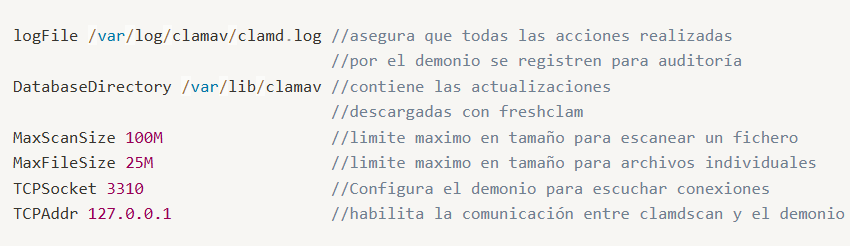 logFile /var/log/clamav/clamd.log //asegura que todas las acciones realizadas
//por el demonio se registren para auditoría
DatabaseDirectory /var/lib/clamav //contiene las actualizaciones
//descargadas con freshclam
MaxScanSize 100M //limite maximo en tamaño para escanear un fichero
MaxFileSize 25M //limite maximo en tamaño para archivos individuales
TCPSocket 3310 //Configura el demonio para escuchar conexiones
TCPAddr 127.0.0.1 //habilita la comunicación entre clamdscan y el demonio